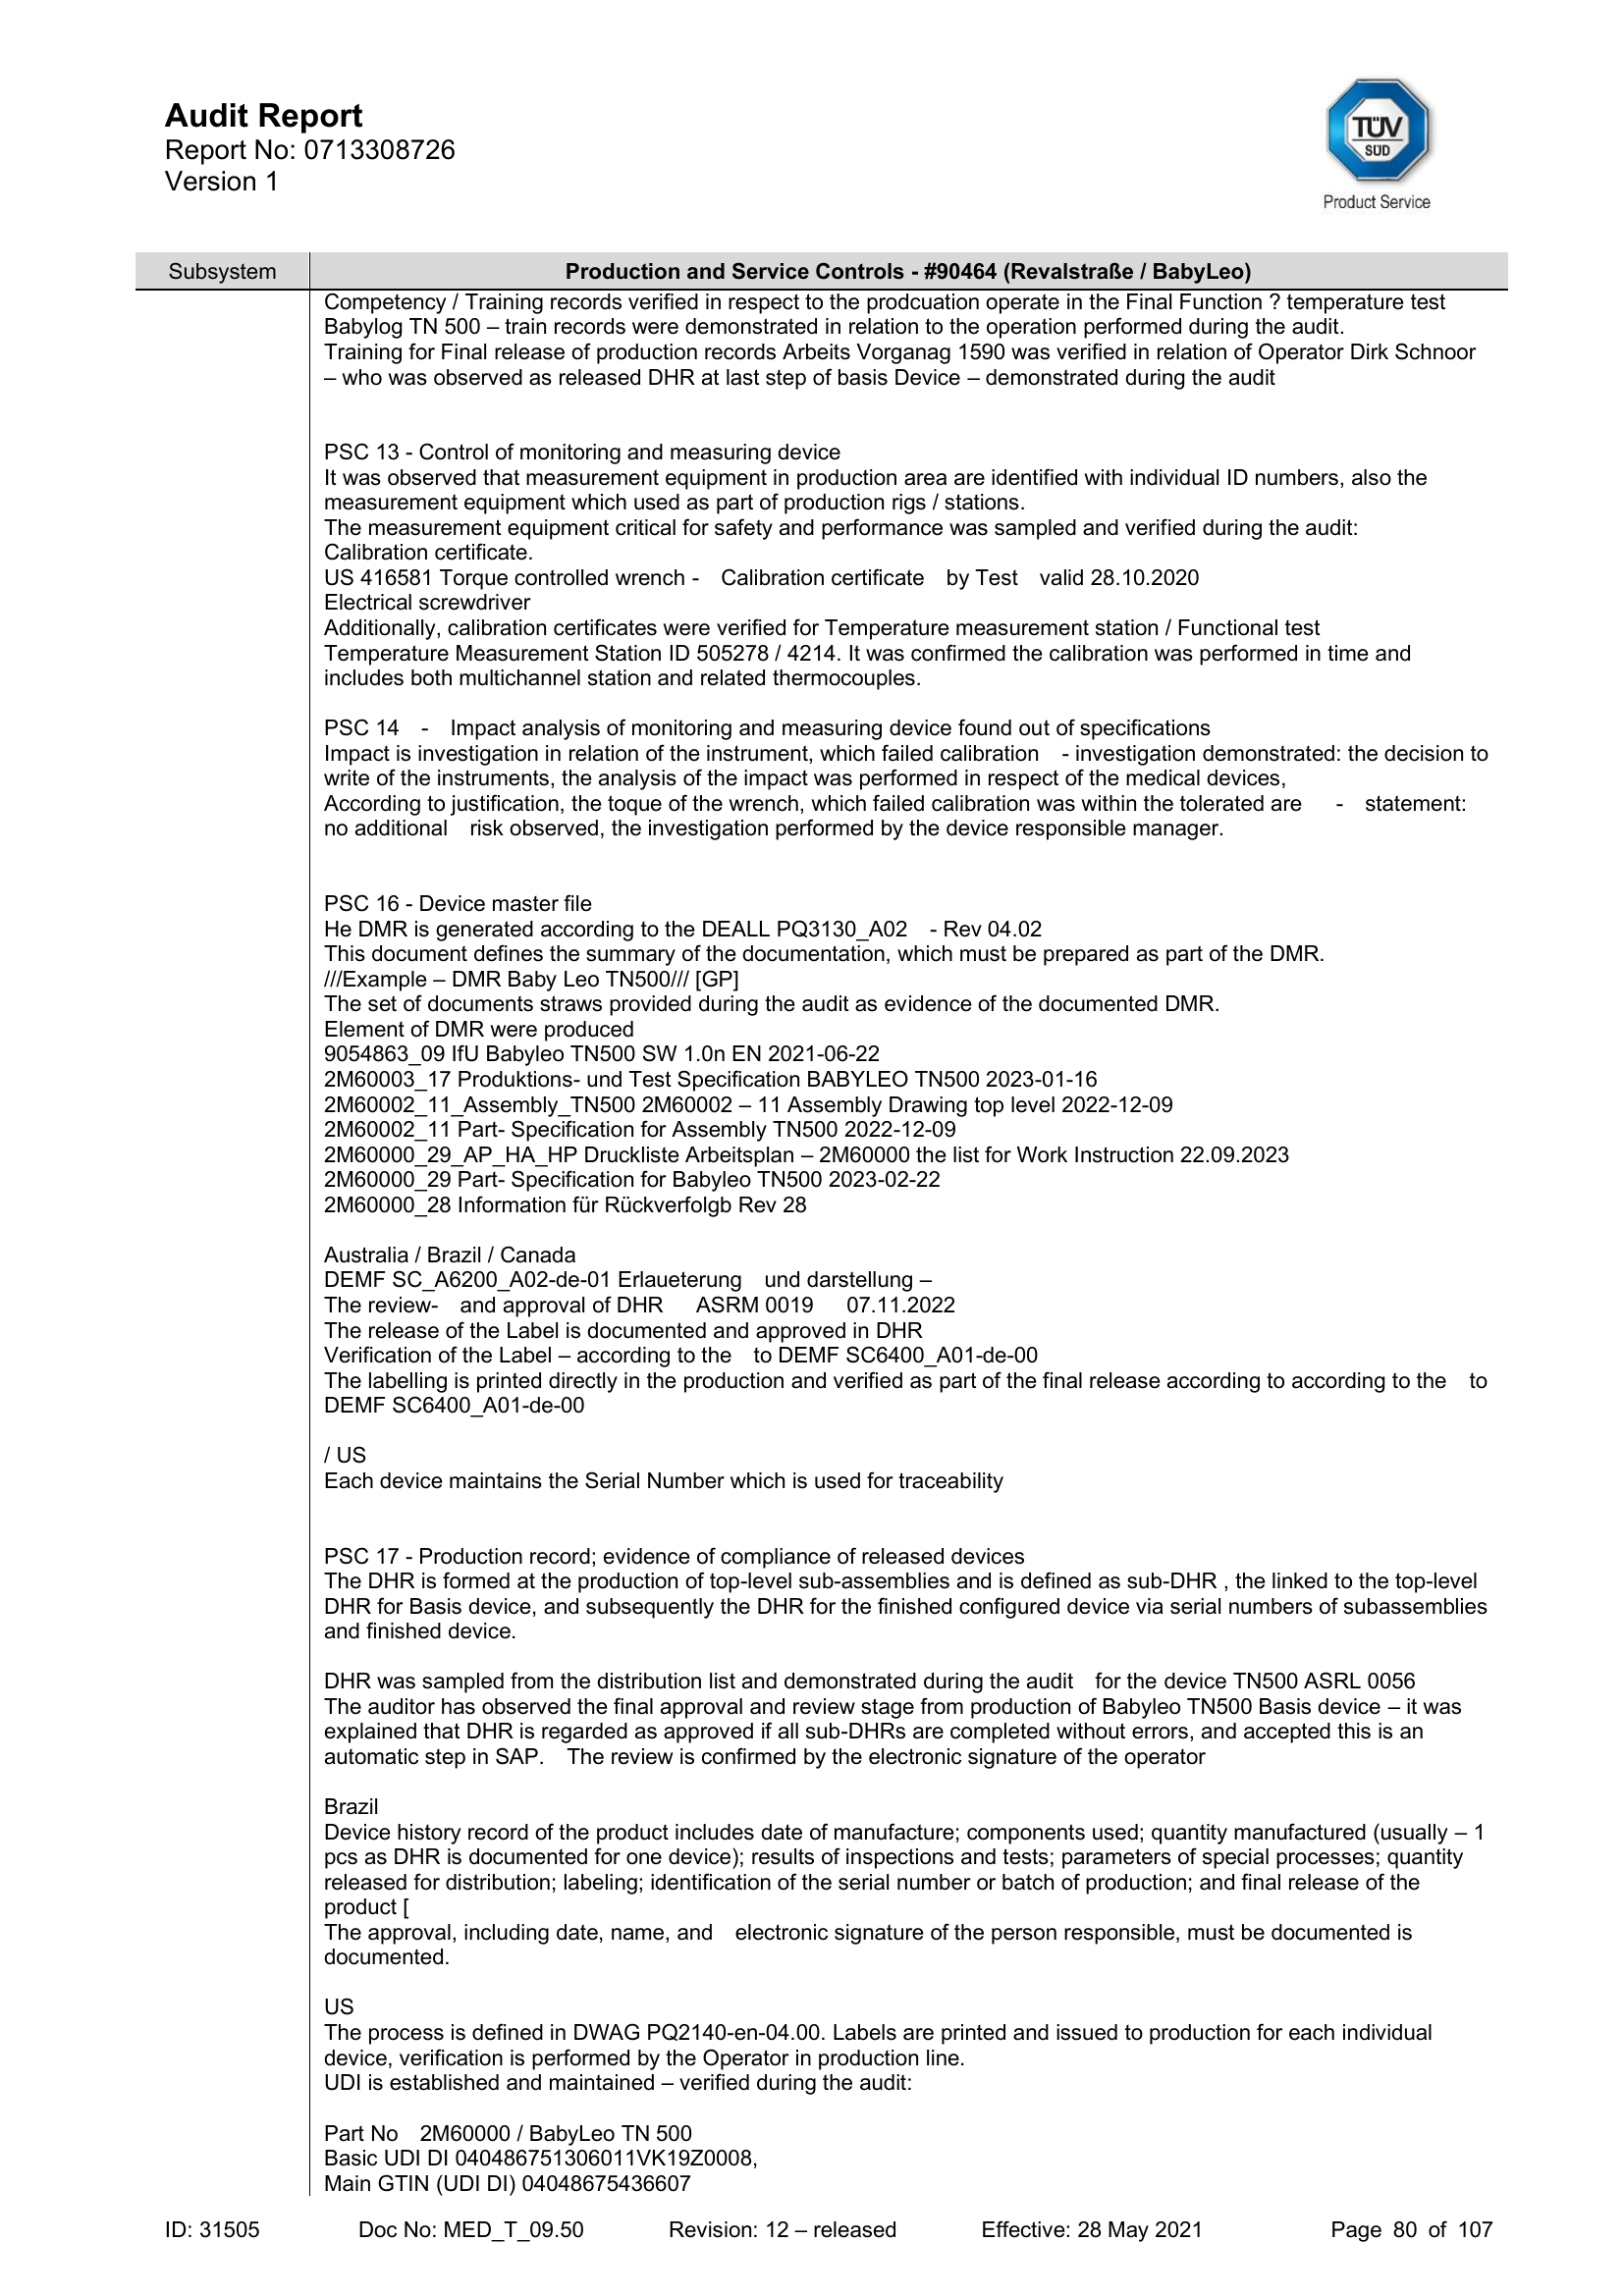 Audit Report
Report No: 0713308726
Version 1
TÜV
SÜD
Product Service
Subsystem
Production and Service Controls - #90464 (Revalstraße / BabyLeo)
Competency / Training records verified in respect to the prodcuation operate in the Final Function ? temperature test
Babylog TN 500 – train records were demonstrated in relation to the operation performed during the audit.
Training for Final release of production records Arbeits Vorganag 1590 was verified in relation of Operator Dirk Schnoor
– who was observed as released DHR at last step of basis Device – demonstrated during the audit
PSC 13 - Control of monitoring and measuring device
It was observed that measurement equipment in production area are identified with individual ID numbers, also the
measurement equipment which used as part of production rigs / stations.
The measurement equipment critical for safety and performance was sampled and verified during the audit:
Calibration certificate.
US 416581 Torque controlled wrench - Calibration certificate by Test valid 28.10.2020
Electrical screwdriver
Additionally, calibration certificates were verified for Temperature measurement station / Functional test
Temperature Measurement Station ID 505278 / 4214. It was confirmed the calibration was performed in time and
includes both multichannel station and related thermocouples.
PSC 14 - Impact analysis of monitoring and measuring device found out of specifications
Impact is investigation in relation of the instrument, which failed calibration - investigation demonstrated: the decision to
write of the instruments, the analysis of the impact was performed in respect of the medical devices,
According to justification, the toque of the wrench, which failed calibration was within the tolerated are - statement:
no additional risk observed, the investigation performed by the device responsible manager.
PSC 16 - Device master file
He DMR is generated according to the DEALL PQ3130_A02 - Rev 04.02
This document defines the summary of the documentation, which must be prepared as part of the DMR.
///Example – DMR Baby Leo TN500/// [GP]
The set of documents straws provided during the audit as evidence of the documented DMR.
Element of DMR were produced
9054863_09 IfU Babyleo TN500 SW 1.0n EN 2021-06-22
2M60003_17 Produktions- und Test Specification BABYLEO TN500 2023-01-16
2M60002_11_Assembly_TN500 2M60002 – 11 Assembly Drawing top level 2022-12-09
2M60002_11 Part- Specification for Assembly TN500 2022-12-09
2M60000_29_AP_HA_HP Druckliste Arbeitsplan – 2M60000 the list for Work Instruction 22.09.2023
2M60000_29 Part- Specification for Babyleo TN500 2023-02-22
2M60000_28 Information für Rückverfolgb Rev 28
Australia / Brazil / Canada
DEMF SC_A6200_A02-de-01 Erlaueterung und darstellung –
The review- and approval of DHR ASRM 0019 07.11.2022
The release of the Label is documented and approved in DHR
Verification of the Label – according to the to DEMF SC6400_A01-de-00
The labelling is printed directly in the production and verified as part of the final release according to according to the to
DEMF SC6400_A01-de-00
/ US
Each device maintains the Serial Number which is used for traceability
PSC 17 - Production record; evidence of compliance of released devices
The DHR is formed at the production of top-level sub-assemblies and is defined as sub-DHR , the linked to the top-level
DHR for Basis device, and subsequently the DHR for the finished configured device via serial numbers of subassemblies
and finished device.
DHR was sampled from the distribution list and demonstrated during the audit for the device TN500 ASRL 0056
The auditor has observed the final approval and review stage from production of Babyleo TN500 Basis device – it was
explained that DHR is regarded as approved if all sub-DHRs are completed without errors, and accepted this is an
automatic step in SAP. The review is confirmed by the electronic signature of the operator
Brazil
Device history record of the product includes date of manufacture; components used; quantity manufactured (usually – 1
pcs as DHR is documented for one device); results of inspections and tests; parameters of special processes; quantity
released for distribution; labeling; identification of the serial number or batch of production; and final release of the
product [
The approval, including date, name, and electronic signature of the person responsible, must be documented is
documented.
US
The process is defined in DWAG PQ2140-en-04.00. Labels are printed and issued to production for each individual
device, verification is performed by the Operator in production line.
UDI is established and maintained – verified during the audit:
Part No 2M60000 / BabyLeo TN 500
Basic UDI DI 040486751306011VK19Z0008,
Main GTIN (UDI DI) 04048675436607
ID: 31505 Doc No: MED_T_09.50 Revision: 12 – released Effective: 28 May 2021 Page 80 of 107